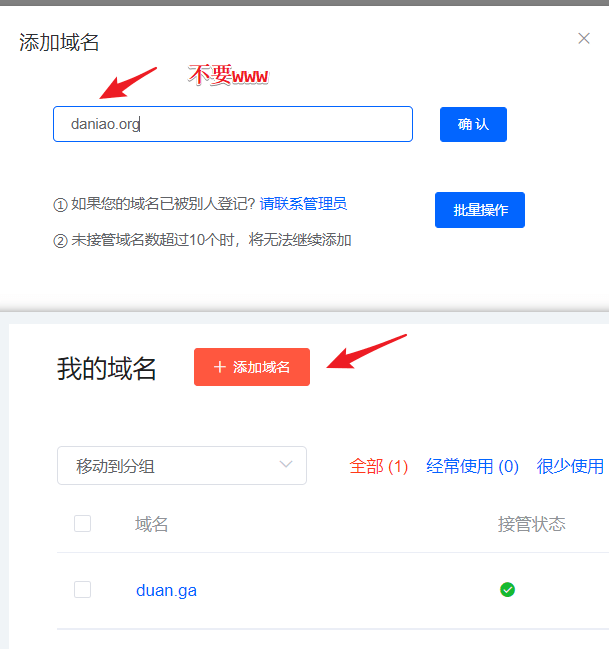 添加域名
不要www
daniao.org
确 认
① 如果您的域名已被别人登记? 请联系管理员
批量操作
② 未接管域名数超过10个时，将无法继续添加
我的域名
添加域名
移动到分组
全部 (1) 经常使用 (0) 很少使用
域名 接管状态
duan.ga